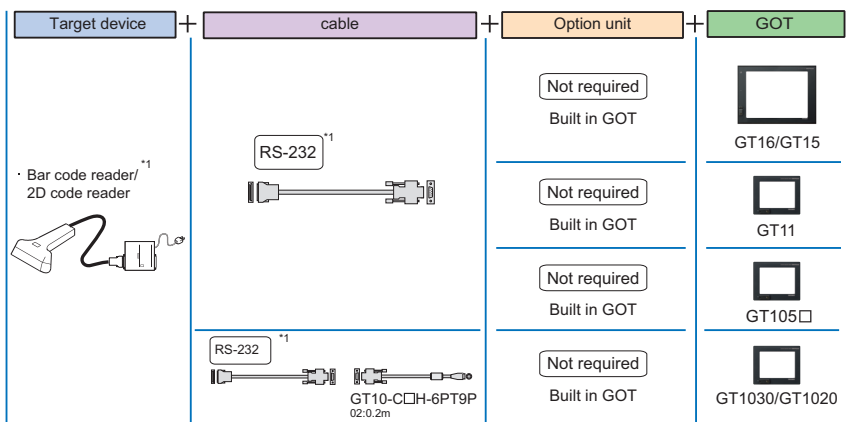 Target device + cable + Option unit + GOT
Not required
Built in GOT
GT16/GT15
· Bar code reader/ *1
2D code reader
RS-232 *1
Not required
Built in GOT
GT11
Not required
Built in GOT
GT105□
RS-232 *1
GT10-C□H-6PT9P
02:0.2m
Not required
Built in GOT
GT1030/GT1020